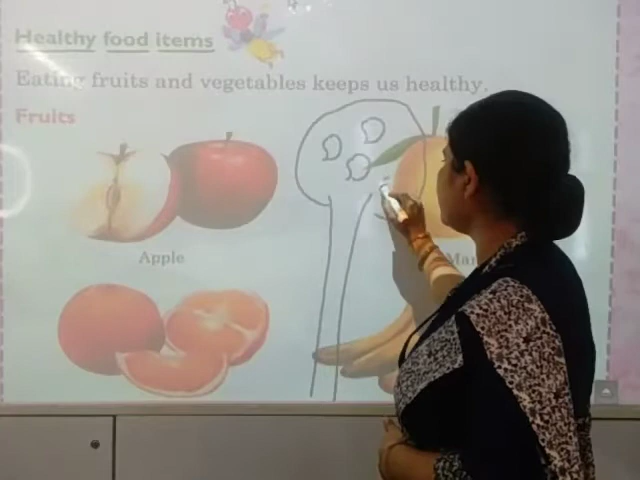 Healthy food items
Eating fruits and vegetables keeps us healthy.
Fruits
Apple